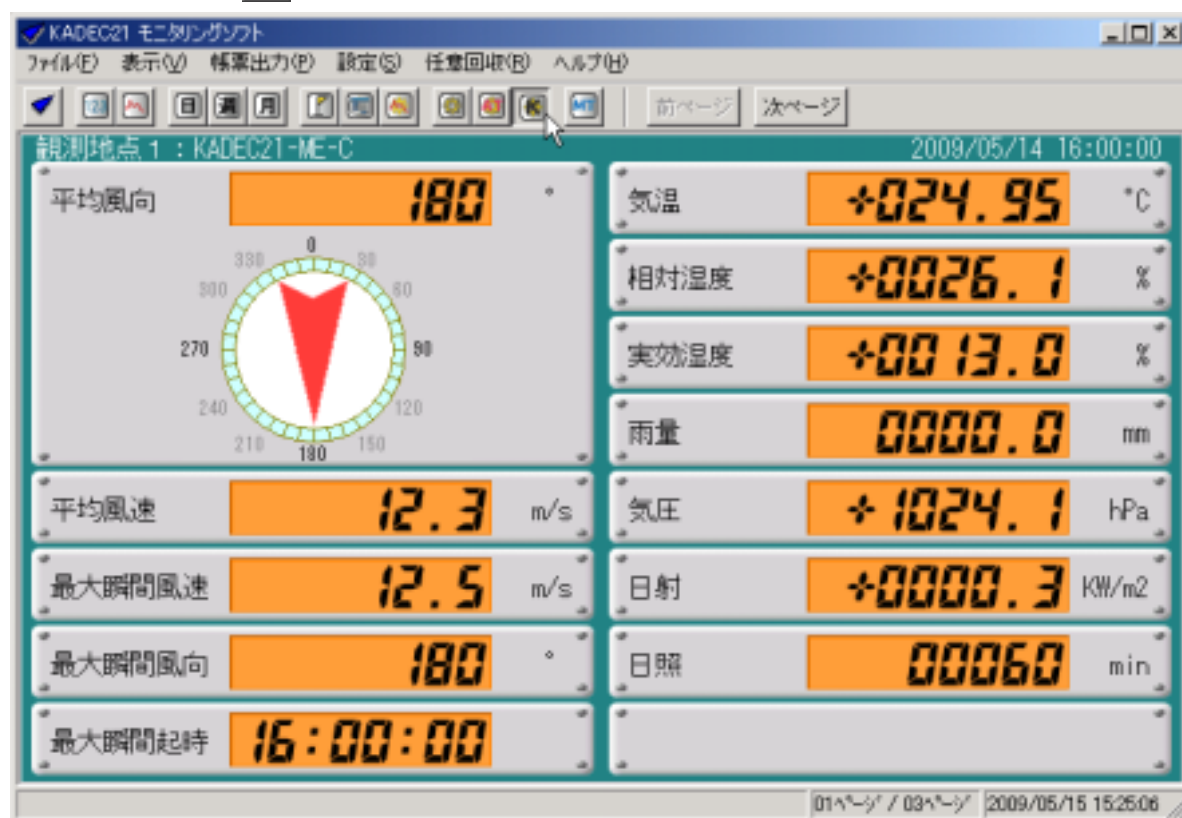 KADEC21 モニタリングソフト
ファイル(F) 表示(V) 帳票出力(P) 設定(S) 任意回収(R) ヘルプ(H)
123 日 週 月 K MT 前ページ 次ページ
観測地点 1 : KADEC21-ME-C 2009/05/14 16:00:00
平均風向 180 °
0
330 30
300 60
270 90
240 120
210 150
180
平均風速 12.3 m/s
最大瞬間風速 12.5 m/s
最大瞬間風向 180 °
最大瞬間起時 16:00:00
気温 +024.95 °C
相対湿度 +0026.1 %
実効湿度 +0013.0 %
雨量 0000.0 mm
気圧 +1024.1 hPa
日射 +0000.3 KW/m2
日照 00060 min
01ページ / 03ページ 2009/05/15 15:25:06